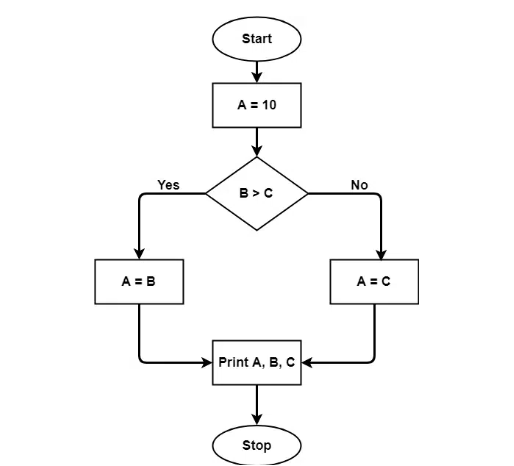 Start
A = 10
B > C
Yes
No
A = B
A = C
Print A, B, C
Stop